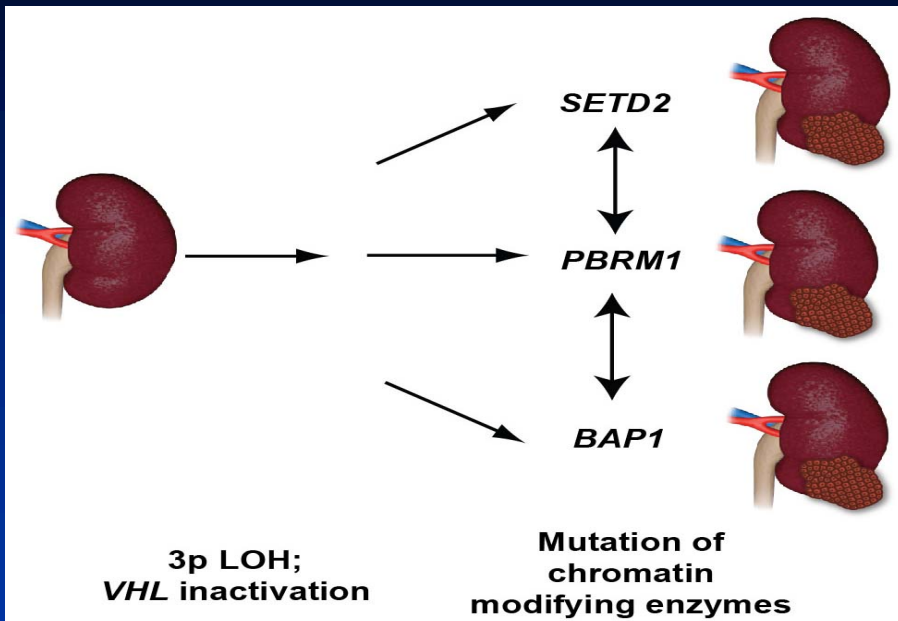 SETD2
PBRM1
BAP1
3p LOH;
VHL inactivation
Mutation of
chromatin
modifying enzymes